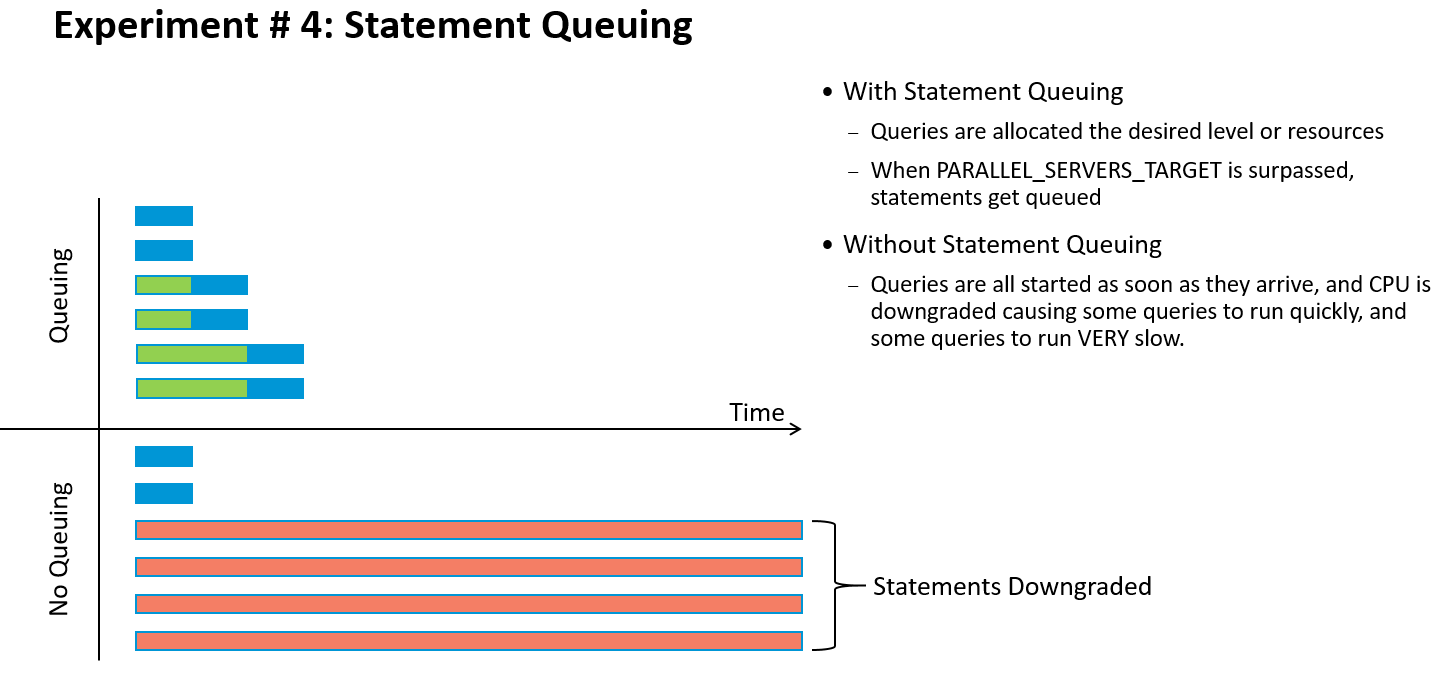 Experiment # 4: Statement Queuing
• With Statement Queuing
– Queries are allocated the desired level or resources
– When PARALLEL_SERVERS_TARGET is surpassed,
statements get queued
• Without Statement Queuing
– Queries are all started as soon as they arrive, and CPU is
downgraded causing some queries to run quickly, and
some queries to run VERY slow.
Queuing
Time
No Queuing
Statements Downgraded